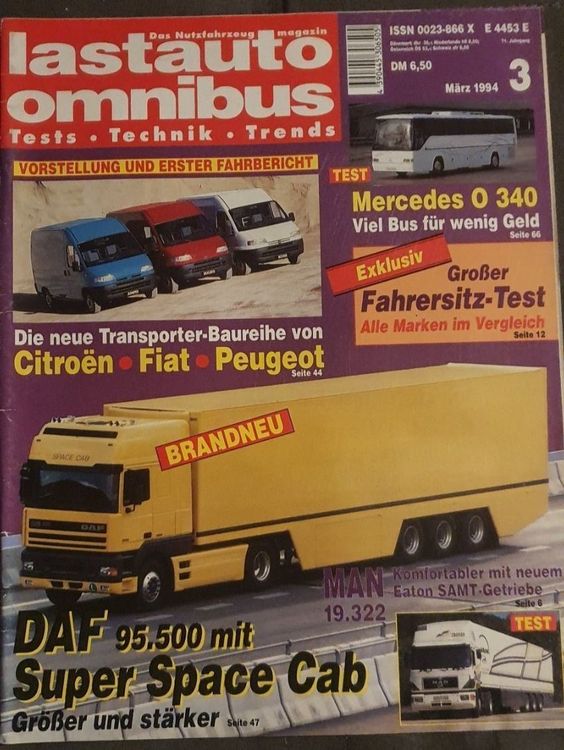 Das Nutzfahrzeugmagazin
lastauto
omnibus
Tests · Technik · Trends
ISSN 0023-866 X E 4453 E
71. Jahrgang
DM 6,50
3
März 1994
VORSTELLUNG UND ERSTER FAHRBERICHT
Die neue Transporter-Baureihe von
Citroën • Fiat • Peugeot
Seite 44
TEST
Mercedes O 340
Viel Bus für wenig Geld
Seite 66
Exklusiv
Großer
Fahrersitz-Test
Alle Marken im Vergleich
Seite 12
BRANDNEU
SPACE CAB
DAF
MAN
19.322
Komfortabler mit neuem
Eaton SAMT-Getriebe
Seite 6
TEST
DAF 95.500 mit
Super Space Cab
Größer und stärker Seite 47